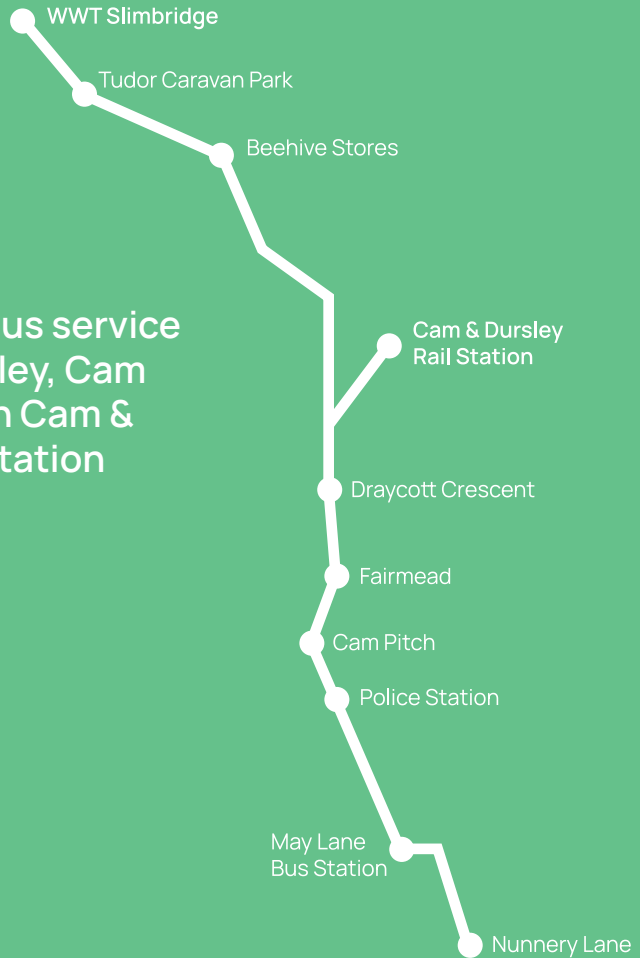 WWT Slimbridge
Tudor Caravan Park
Beehive Stores
us service
ley, Cam
n Cam &
tation
Cam & Dursley
Rail Station
Draycott Crescent
Fairmead
Cam Pitch
Police Station
May Lane
Bus Station
Nunnery Lane